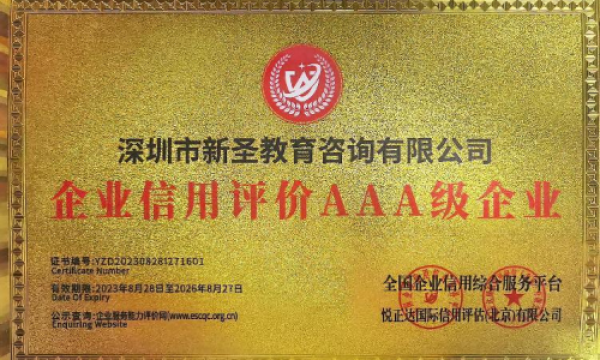 深圳市新圣教育咨询有限公司
企业信用评价AAA级企业
证书编号:YZD202308281271601
Certificate Number
有效期限:2023年8月28日至2026年8月27日
Date Of Expiry
公示查询:企业服务能力评价网(www.escqc.org.cn)
Enquiring Website
全国企业信用综合服务平台
悦正达国际信用评估(北京)有限公司